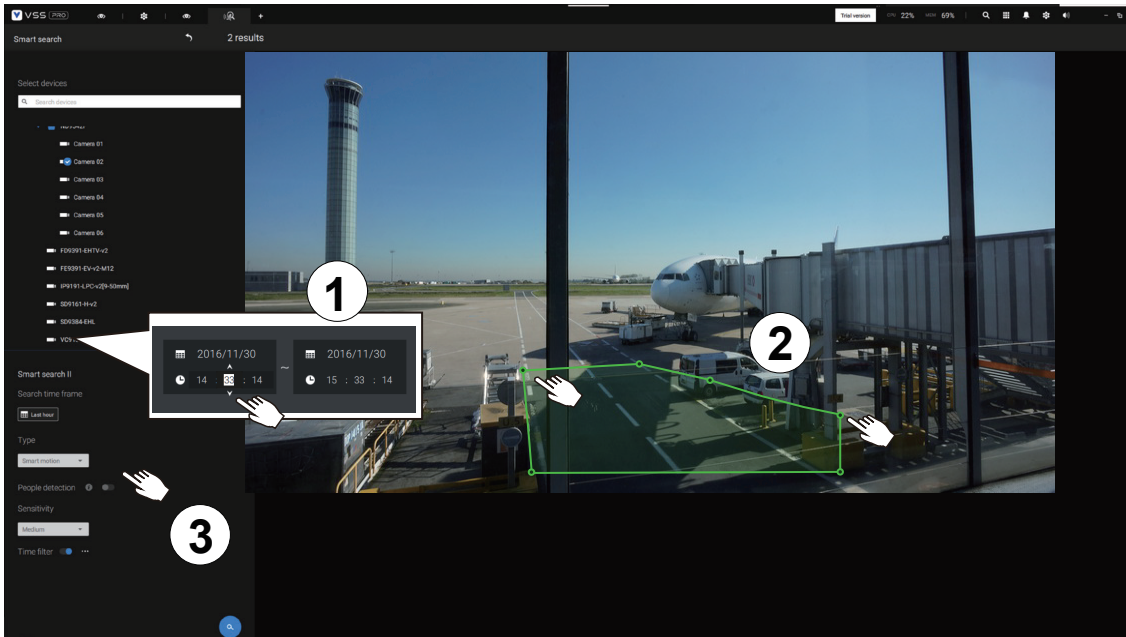 VSS PRO
+
Trial version
CPU 22%
MEM 69%
Smart search
2 results
Select devices
Search devices
Camera 01
Camera 02
Camera 03
Camera 04
Camera 05
Camera 06
FD9391-EHTV-v2
FE9391-EV-v2-M12
IP9191-LPC-v2[9-50mm]
SD9161-H-v2
SD9384-EHL
1
2016/11/30
14 : 33 : 14
~
2016/11/30
15 : 33 : 14
2
Smart search II
Search time frame
Last hour
Type
Smart motion
People detection
3
Sensitivity
Medium
Time filter